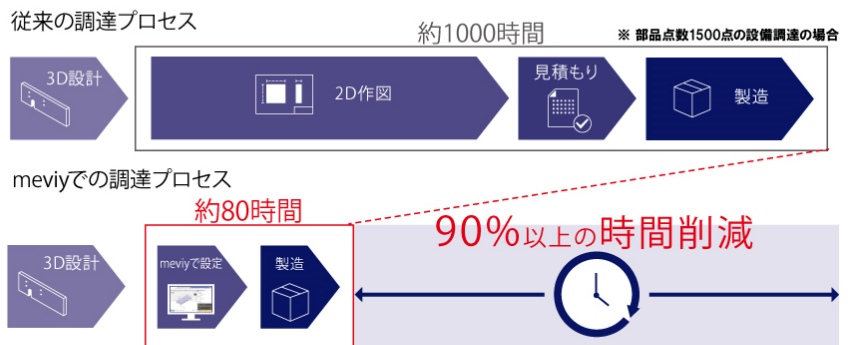 従来の調達プロセス
約1000時間
※ 部品点数1500点の設備調達の場合
3D設計
2D作図
見積もり
製造
meviyでの調達プロセス
約80時間
90%以上の時間削減
3D設計
meviyで設定
製造